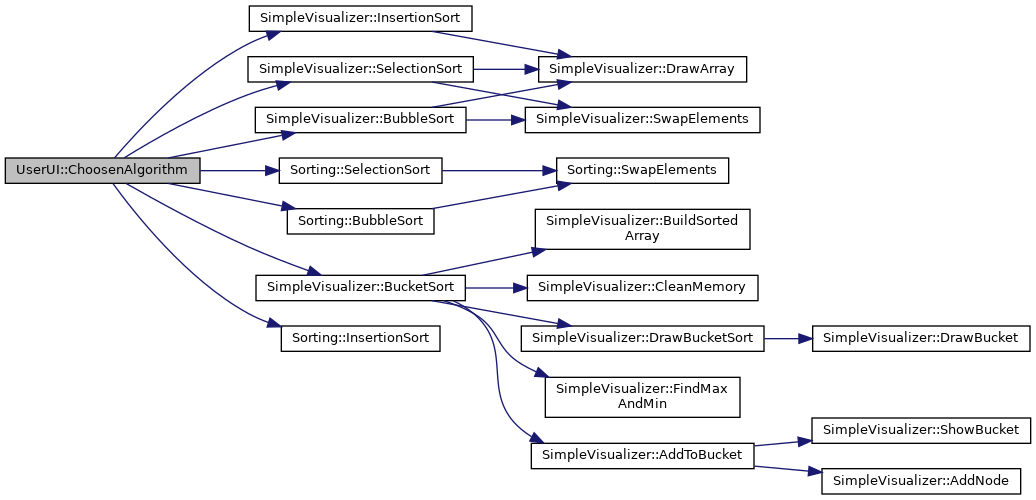 SimpleVisualizer::InsertionSort
SimpleVisualizer::SelectionSort
SimpleVisualizer::DrawArray
SimpleVisualizer::BubbleSort
SimpleVisualizer::SwapElements
UserUI::ChoosenAlgorithm
Sorting::SelectionSort
Sorting::SwapElements
Sorting::BubbleSort
SimpleVisualizer::BuildSorted
Array
SimpleVisualizer::BucketSort
SimpleVisualizer::CleanMemory
Sorting::InsertionSort
SimpleVisualizer::DrawBucketSort
SimpleVisualizer::DrawBucket
SimpleVisualizer::FindMax
AndMin
SimpleVisualizer::AddToBucket
SimpleVisualizer::ShowBucket
SimpleVisualizer::AddNode